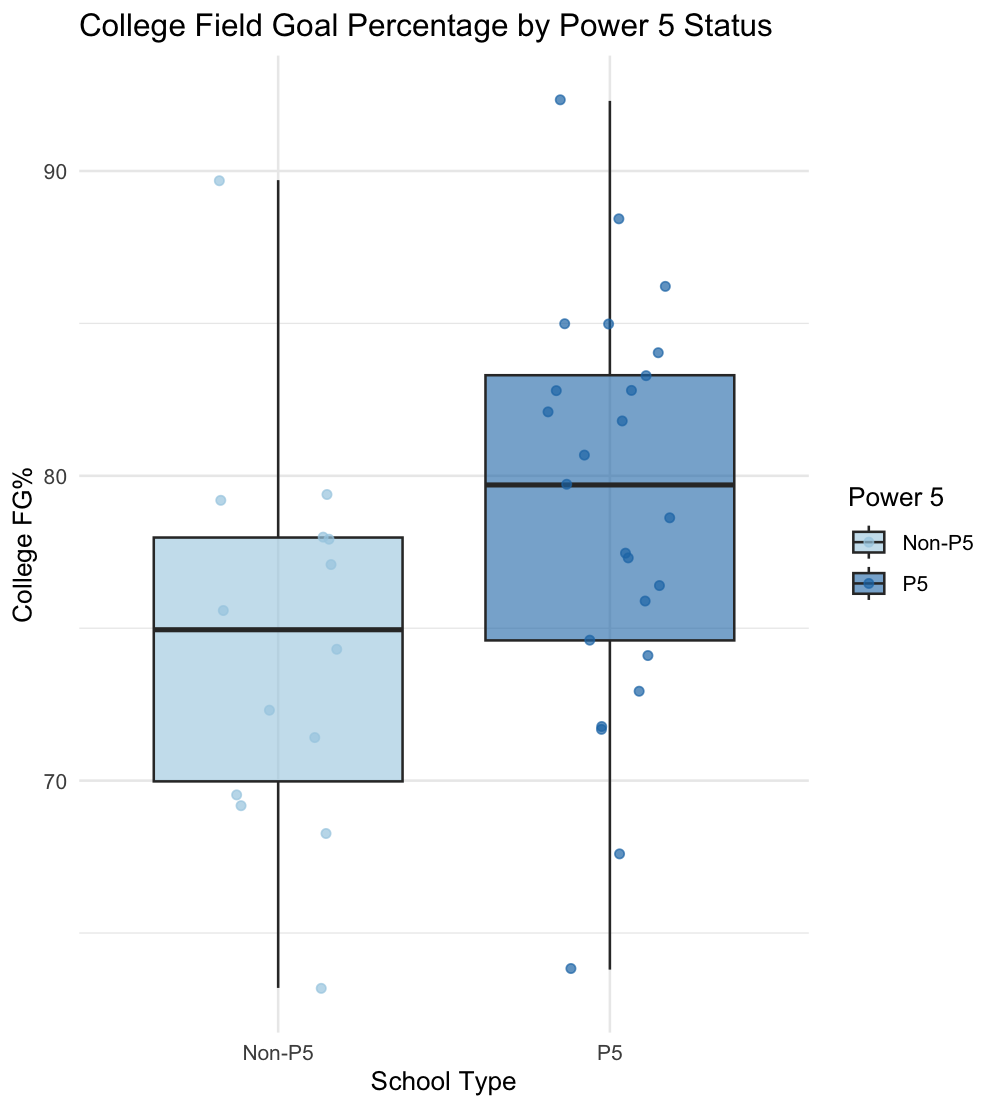 College Field Goal Percentage by Power 5 Status
90
80
70
College FG%
Non-P5
P5
School Type
Power 5
Non-P5
P5